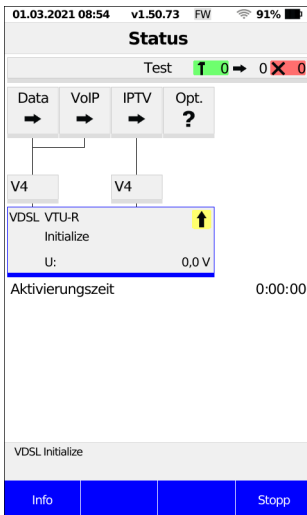 01.03.2021 08:54 v1.50.73 FW 91%
Status
Test 0 0 0
Data VoIP IPTV Opt.
?
V4 V4
VDSL VTU-R
Initialize
U: 0,0 V
Aktivierungszeit 0:00:00
VDSL Initialize
Info Stopp